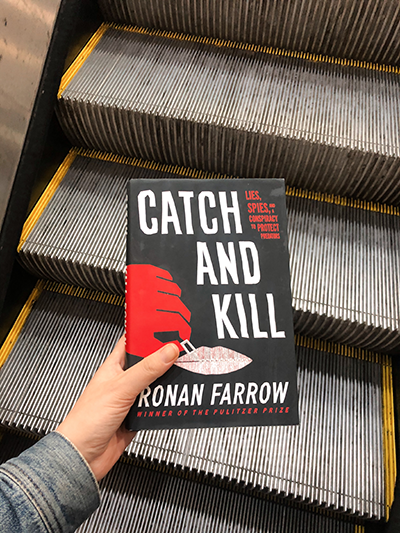 CATCH
AND
KILL
LIES,
SPIES, AND A
CONSPIRACY
TO PROTECT
PREDATORS
RONAN FARROW
WINNER OF THE PULITZER PRIZE